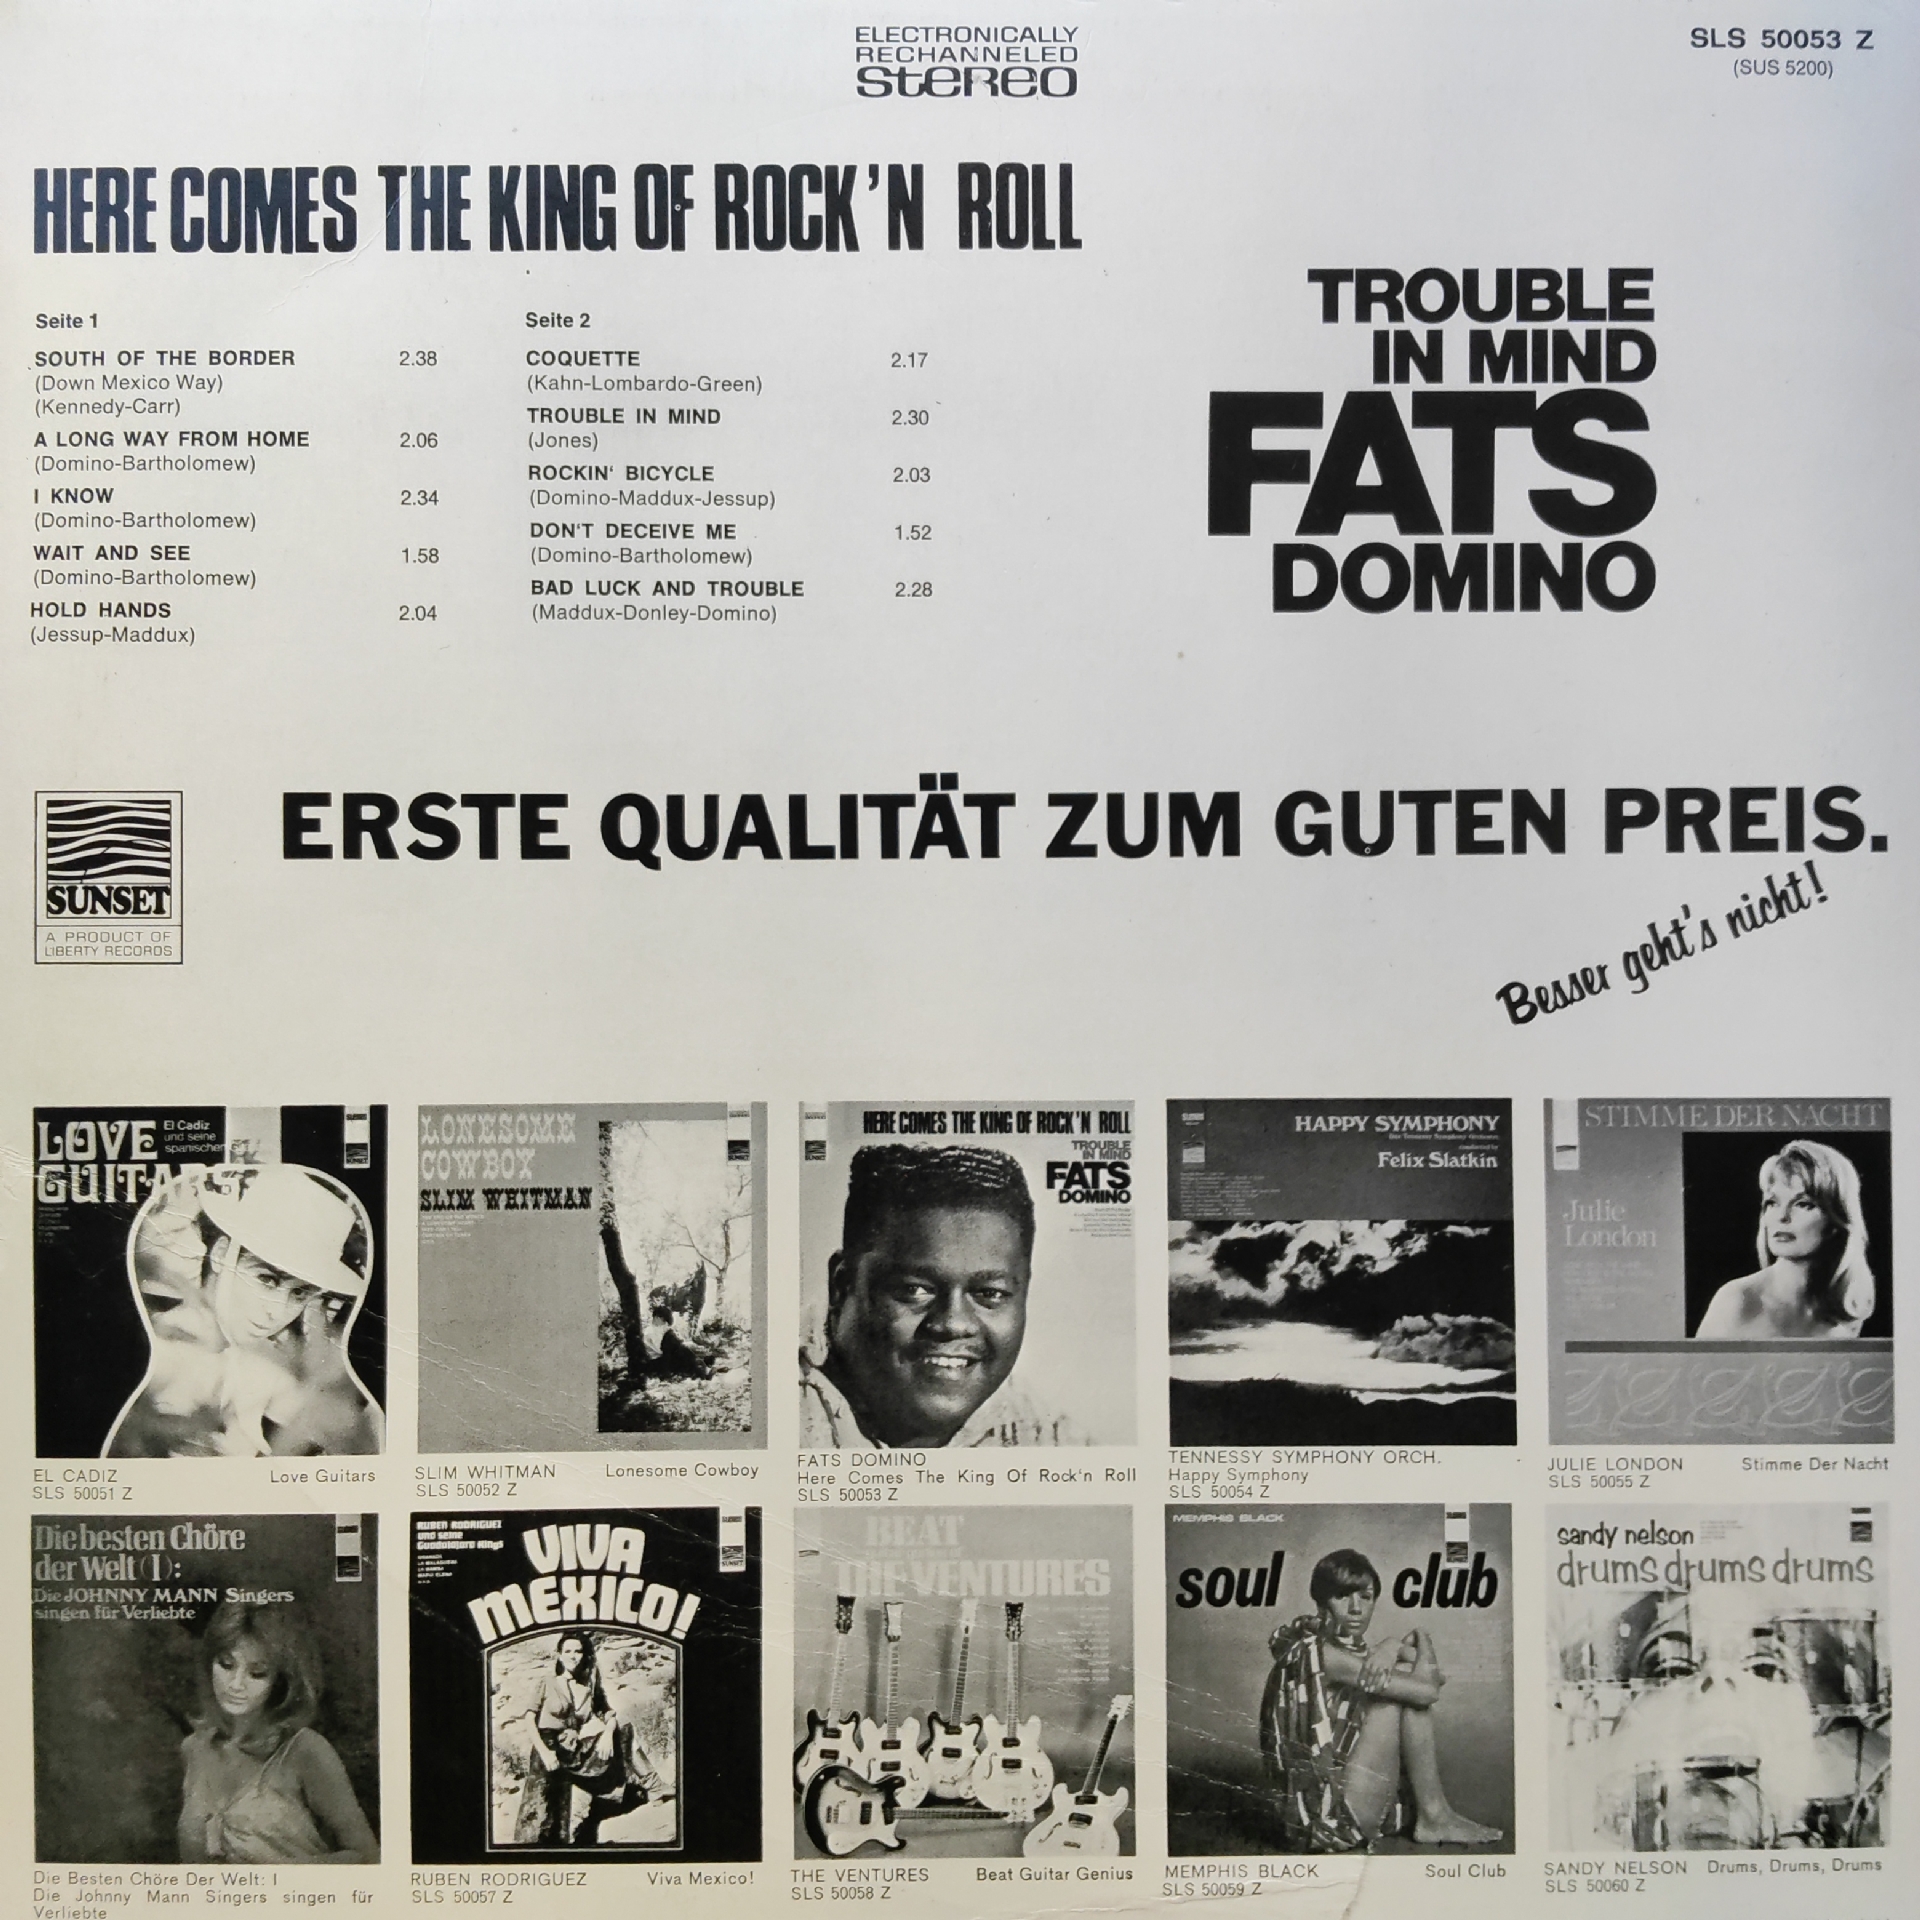 ELECTRONICALLY
RECHANNELED
stereo
SLS 50053 Z
(SUS 5200)
HERE COMES THE KING OF ROCK'N ROLL
Seite 1
SOUTH OF THE BORDER 2.38
(Down Mexico Way)
(Kennedy-Carr)
A LONG WAY FROM HOME 2.06
(Domino-Bartholomew)
I KNOW 2.34
(Domino-Bartholomew)
WAIT AND SEE 1.58
(Domino-Bartholomew)
HOLD HANDS 2.04
(Jessup-Maddux)
Seite 2
COQUETTE 2.17
(Kahn-Lombardo-Green)
TROUBLE IN MIND 2.30
(Jones)
ROCKIN' BICYCLE 2.03
(Domino-Maddux-Jessup)
DON'T DECEIVE ME 1.52
(Domino-Bartholomew)
BAD LUCK AND TROUBLE 2.28
(Maddux-Donley-Domino)
TROUBLE
IN MIND
FATS
DOMINO
SUNSET
A PRODUCT OF
LIBERTY RECORDS
ERSTE QUALITÄT ZUM GUTEN PREIS.
Besser geht's nicht!
LOVE
GUITARS
El Cadiz
und seine
spanischen
EL CADIZ Love Guitars
SLS 50051 Z
LONESOME
COWBOY
SLIM WHITMAN
SLIM WHITMAN Lonesome Cowboy
SLS 50052 Z
HERE COMES THE KING OF ROCK'N ROLL
TROUBLE
IN MIND
FATS
DOMINO
FATS DOMINO
Here Comes The King Of Rock'n Roll
SLS 50053 Z
HAPPY SYMPHONY
Felix Slatkin
TENNESSY SYMPHONY ORCH.
Happy Symphony
SLS 50054 Z
STIMME DER NACHT
Julie
London
JULIE LONDON Stimme Der Nacht
SLS 50055 Z
Die besten Chöre
der Welt (I):
Die JOHNNY MANN Singers
singen für Verliebte
Die Besten Chöre Der Welt: I
Die Johnny Mann Singers singen für
Verliebte
RUBEN RODRIGUEZ
und seine
Guadalajara Kings
VIVA
MEXICO!
RUBEN RODRIGUEZ Viva Mexico!
SLS 50057 Z
BEAT
THE VENTURES
THE VENTURES Beat Guitar Genius
SLS 50058 Z
MEMPHIS BLACK
soul club
MEMPHIS BLACK Soul Club
SLS 50059 Z
sandy nelson
drums drums drums
SANDY NELSON Drums, Drums, Drums
SLS 50060 Z